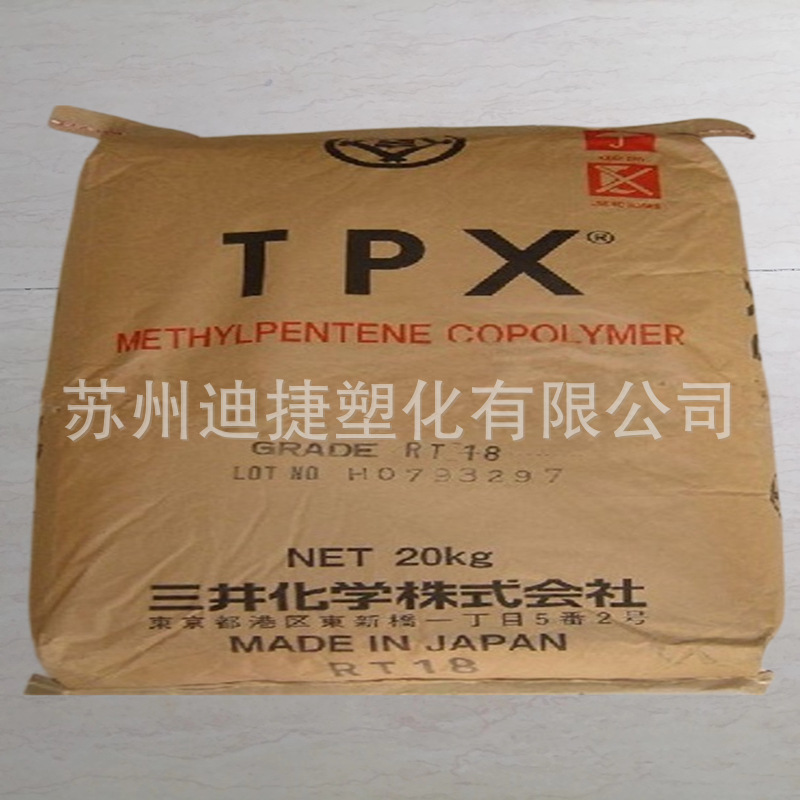 TPX®
METHYLPENTENE COPOLYMER
苏州迪捷塑化有限公司
GRADE RT 18
LOT NO. H0793297
NET 20kg
三井化学株式会社
東京都港区東新橋一丁目5番2号
MADE IN JAPAN
RT18